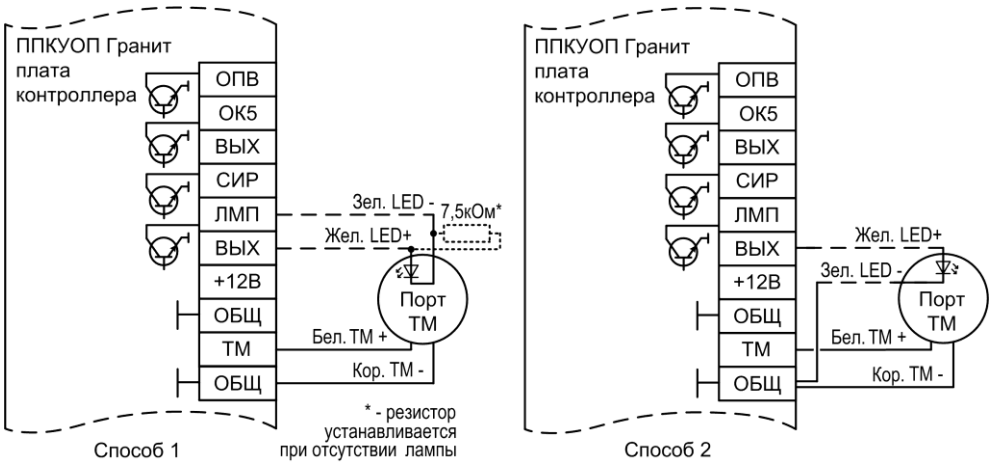 ППКУОП Гранит
плата
контроллера
ОПВ
ОК5
ВЫХ
СИР
ЛМП
ВЫХ
+12В
ОБЩ
ТМ
ОБЩ
Зел. LED -
7,5кОм*
Жел. LED+
Порт
ТМ
Бел. ТМ +
Кор. ТМ -
* - резистор
устанавливается
при отсутствии лампы
Способ 1
ППКУОП Гранит
плата
контроллера
ОПВ
ОК5
ВЫХ
СИР
ЛМП
ВЫХ
+12В
ОБЩ
ТМ
ОБЩ
Жел. LED+
Зел. LED -
Порт
ТМ
Бел. ТМ +
Кор. ТМ -
Способ 2